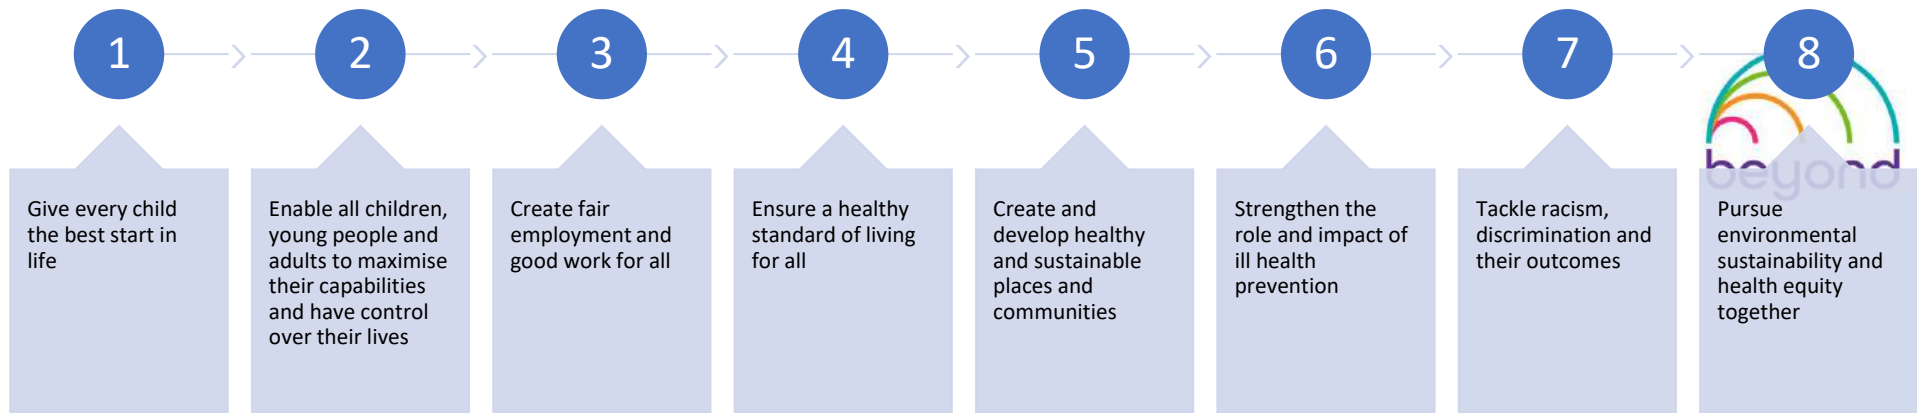 1
2
3
4
5
6
7
8
beyond
Give every child
the best start in
life
Enable all children,
young people and
adults to maximise
their capabilities
and have control
over their lives
Create fair
employment and
good work for all
Ensure a healthy
standard of living
for all
Create and
develop healthy
and sustainable
places and
communities
Strengthen the
role and impact of
ill health
prevention
Tackle racism,
discrimination and
their outcomes
Pursue
environmental
sustainability and
health equity
together